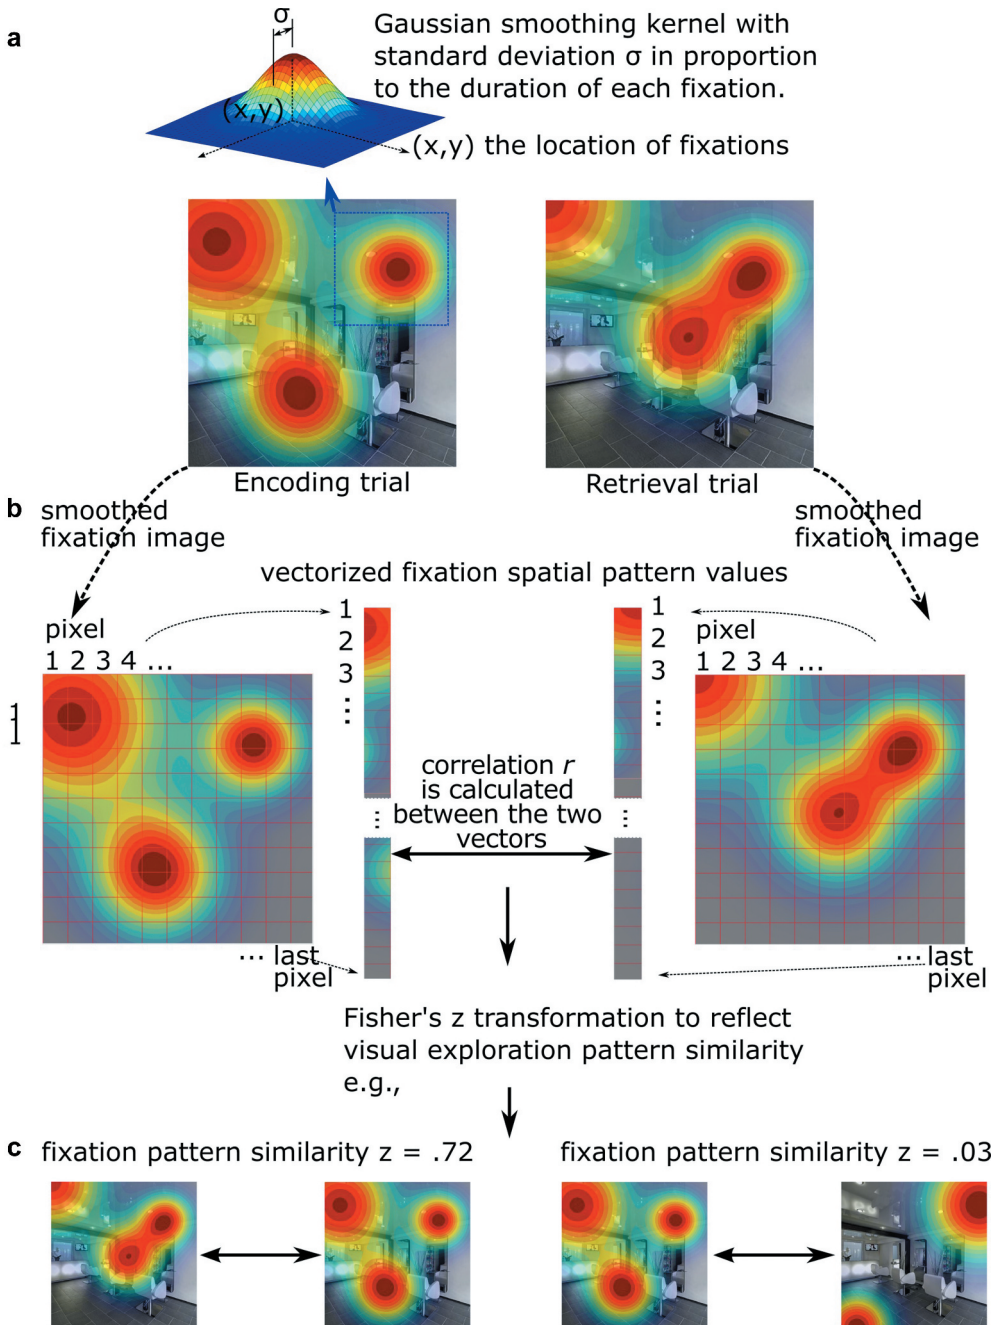 a
σ
Gaussian smoothing kernel with
standard deviation σ in proportion
to the duration of each fixation.
(x,y)
(x,y) the location of fixations
Encoding trial
Retrieval trial
b
smoothed
fixation image
smoothed
fixation image
vectorized fixation spatial pattern values
pixel
1 2 3 4 ...
1
1
1
2
3
...
1
2
3
...
pixel
1 2 3 4 ...
correlation r
is calculated
between the two
vectors
...
...
... last
pixel
... last
pixel
Fisher's z transformation to reflect
visual exploration pattern similarity
e.g.,
c
fixation pattern similarity z = .72
fixation pattern similarity z = .03